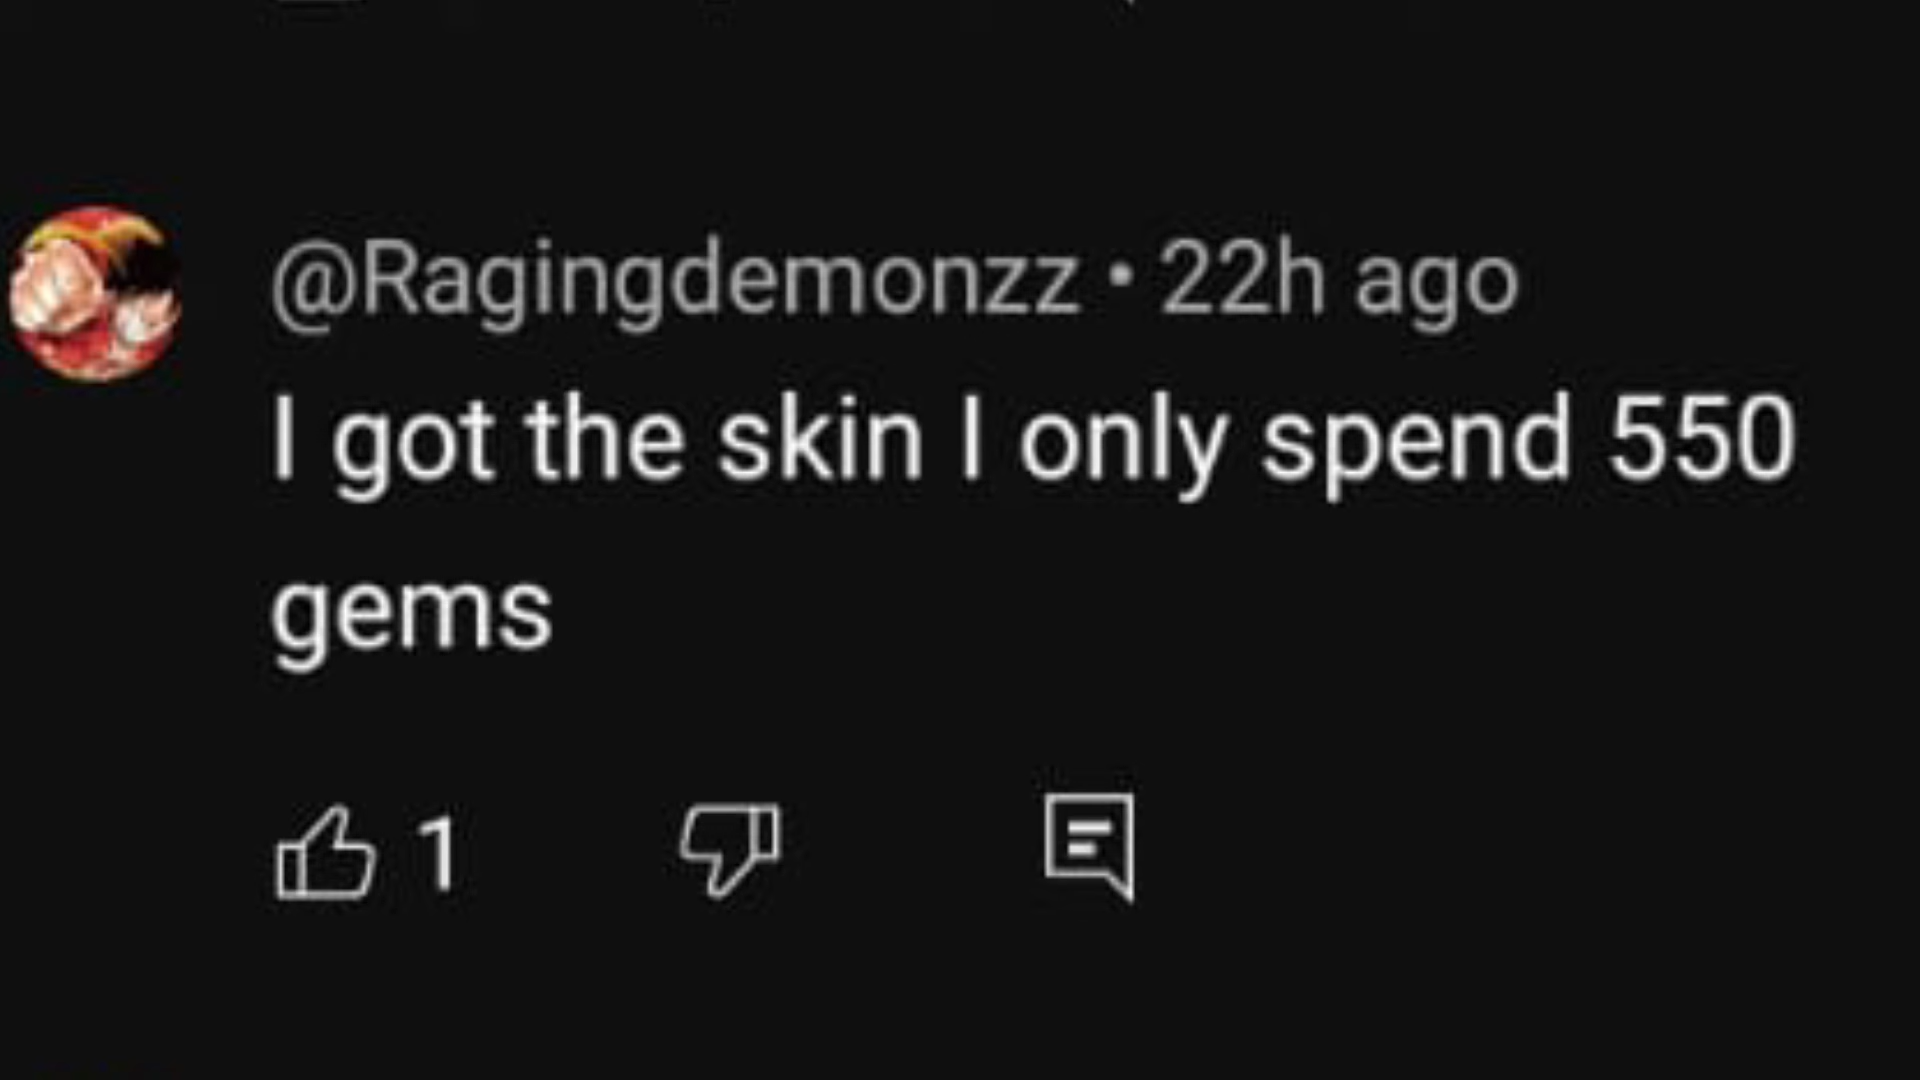 @Ragingdemonzz • 22h ago
I got the skin I only spend 550
gems
1